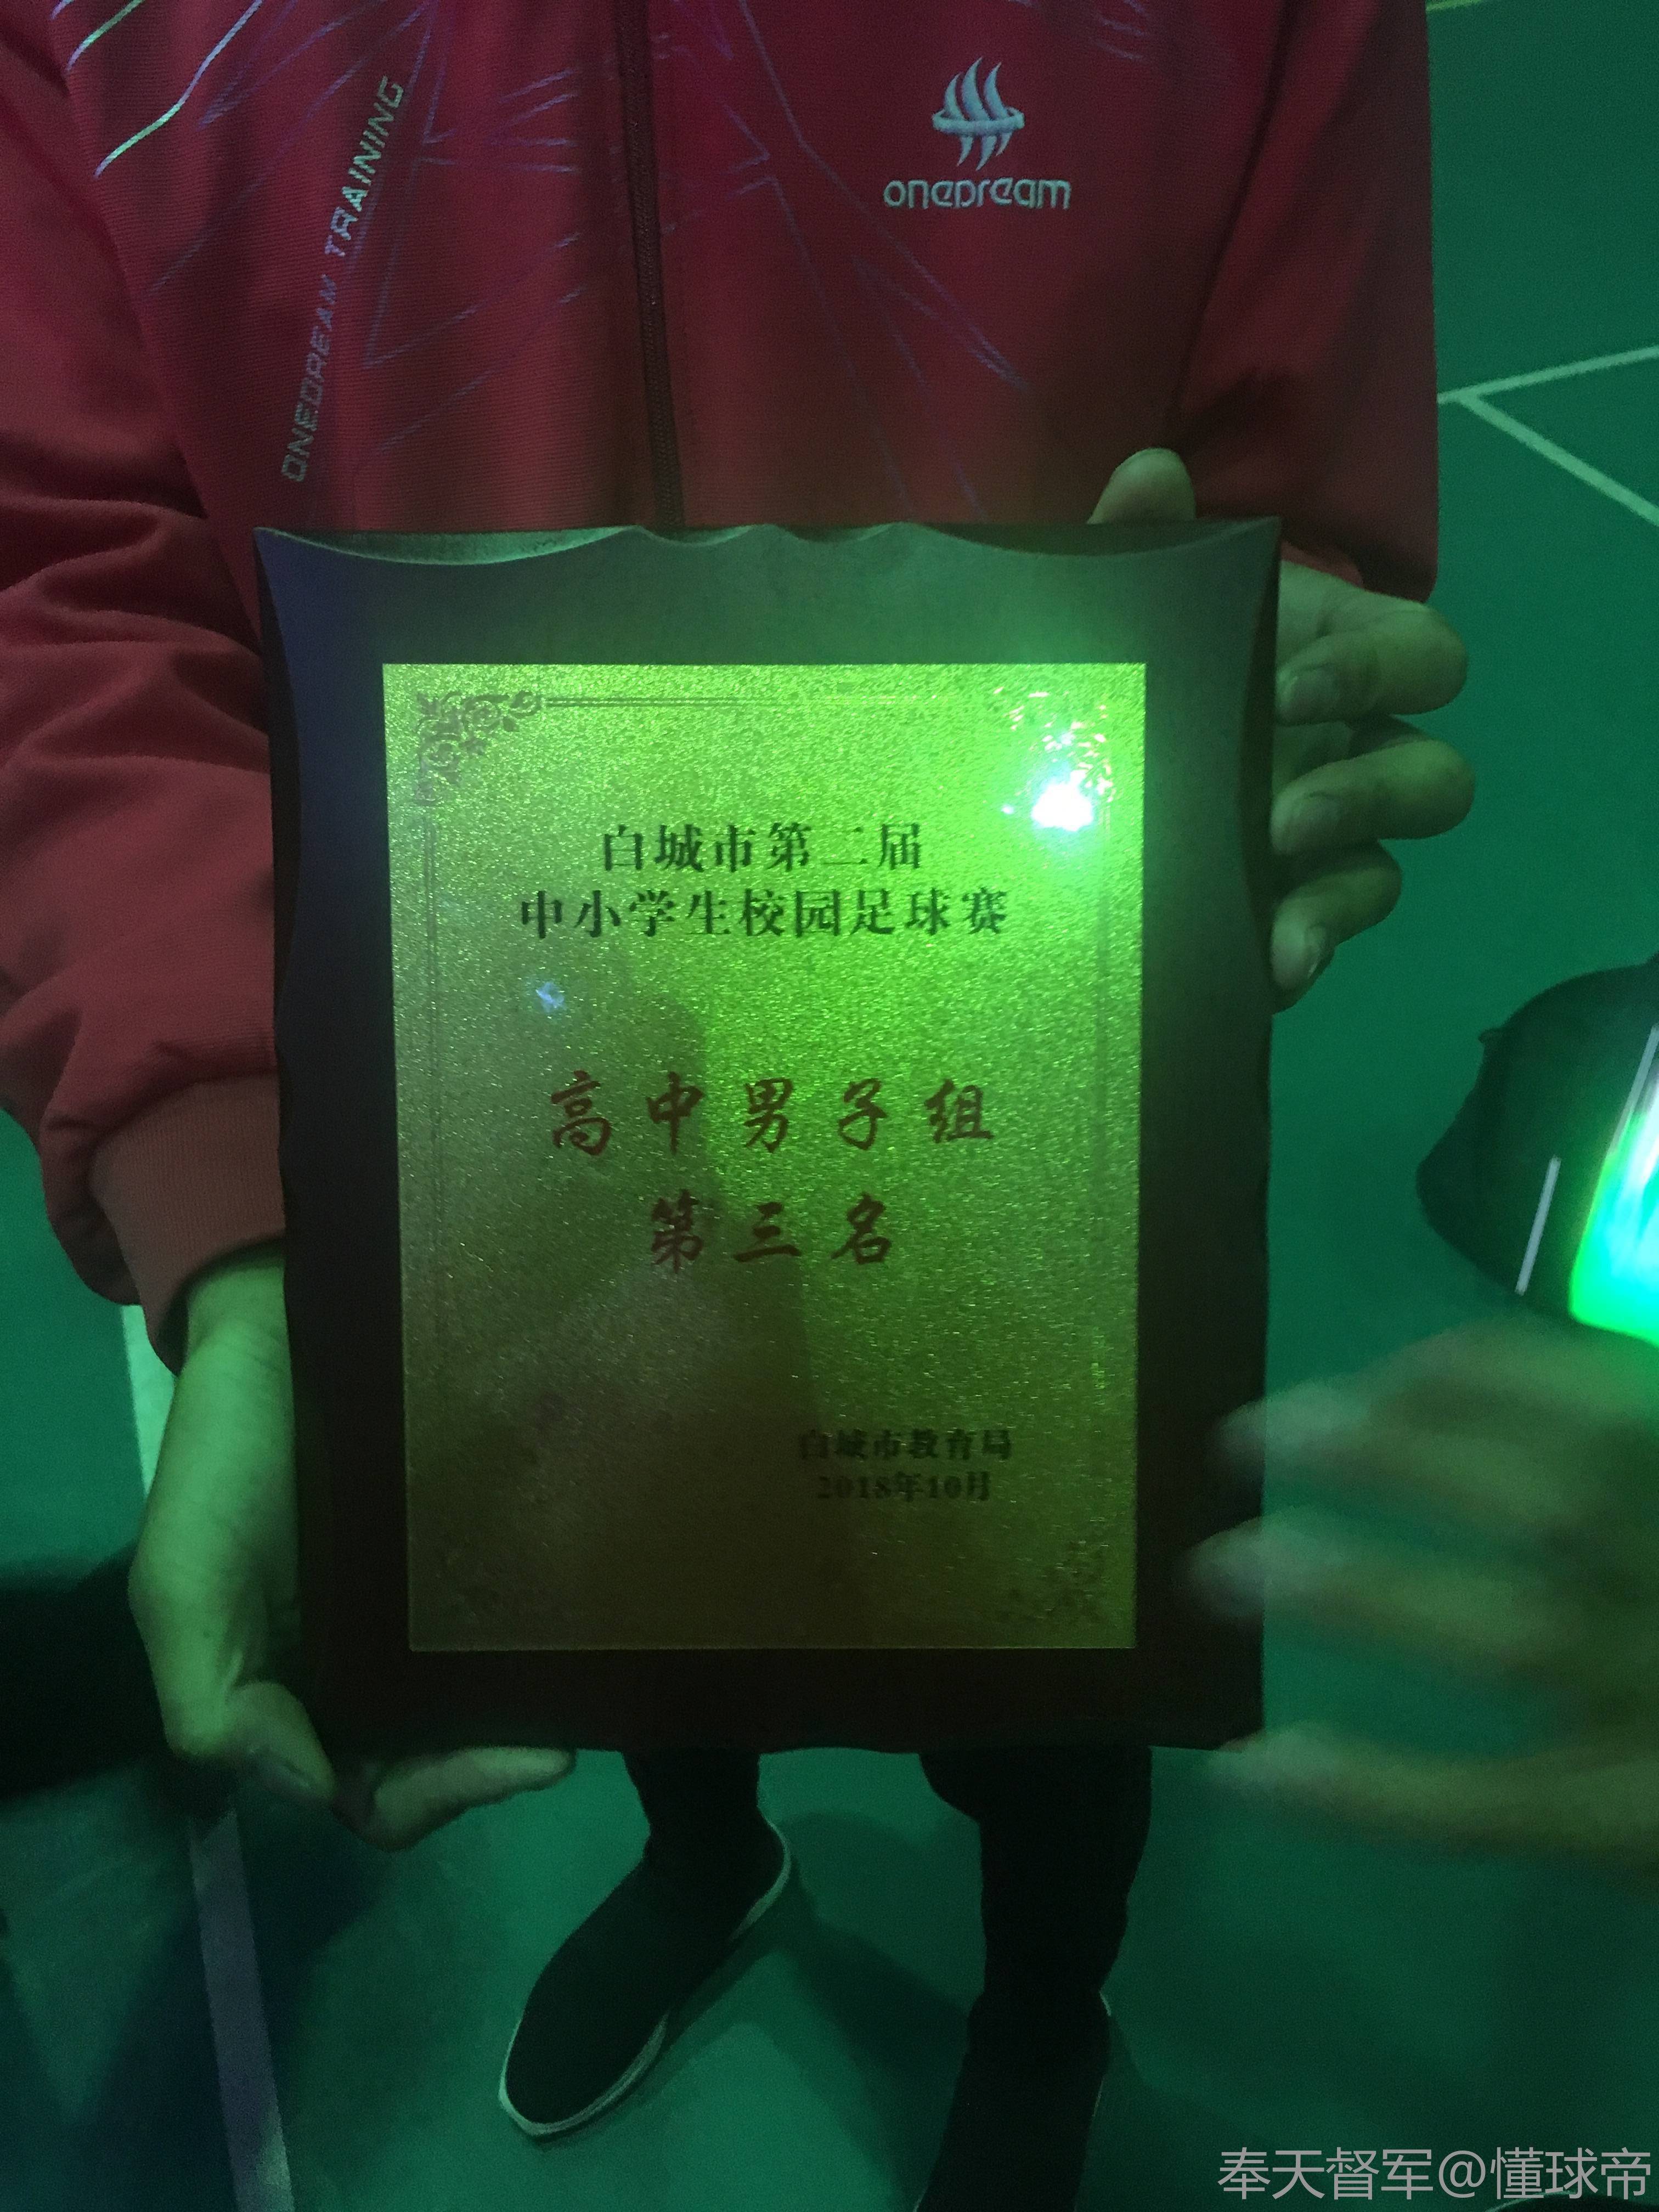 ONEDREAM TRAINING
oneDream
白城市第二届
中小学生校园足球赛
高中男子组
第三名
白城市教育局
2018年10月
奉天督军@懂球帝